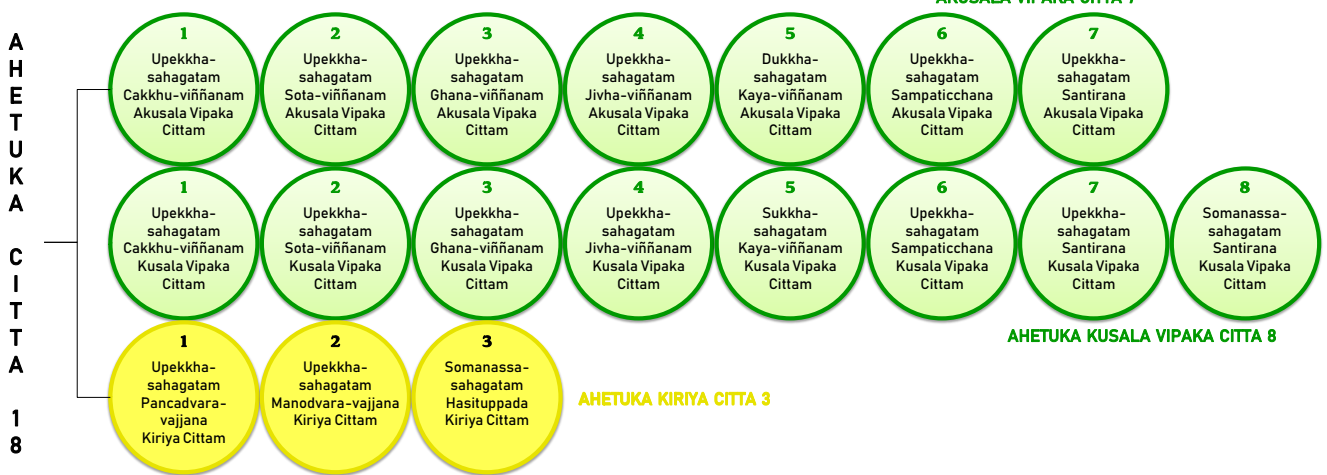 AKUSALA VIPAKA CITTA 7
A
H
E
T
U
K
A
C
I
T
T
A
1
8
1
Upekkha-
sahagatam
Cakkhu-viññanam
Akusala Vipaka
Cittam
2
Upekkha-
sahagatam
Sota-viññanam
Akusala Vipaka
Cittam
3
Upekkha-
sahagatam
Ghana-viññanam
Akusala Vipaka
Cittam
4
Upekkha-
sahagatam
Jivha-viññanam
Akusala Vipaka
Cittam
5
Dukkha-
sahagatam
Kaya-viññanam
Akusala Vipaka
Cittam
6
Upekkha-
sahagatam
Sampaticchana
Akusala Vipaka
Cittam
7
Upekkha-
sahagatam
Santirana
Akusala Vipaka
Cittam
1
Upekkha-
sahagatam
Cakkhu-viññanam
Kusala Vipaka
Cittam
2
Upekkha-
sahagatam
Sota-viññanam
Kusala Vipaka
Cittam
3
Upekkha-
sahagatam
Ghana-viññanam
Kusala Vipaka
Cittam
4
Upekkha-
sahagatam
Jivha-viññanam
Kusala Vipaka
Cittam
5
Sukkha-
sahagatam
Kaya-viññanam
Kusala Vipaka
Cittam
6
Upekkha-
sahagatam
Sampaticchana
Kusala Vipaka
Cittam
7
Upekkha-
sahagatam
Santirana
Kusala Vipaka
Cittam
8
Somanassa-
sahagatam
Santirana
Kusala Vipaka
Cittam
AHETUKA KUSALA VIPAKA CITTA 8
1
Upekkha-
sahagatam
Pancadvara-
vajjana
Kiriya Cittam
2
Upekkha-
sahagatam
Manodvara-vajjana
Kiriya Cittam
3
Somanassa-
sahagatam
Hasituppada
Kiriya Cittam
AHETUKA KIRIYA CITTA 3